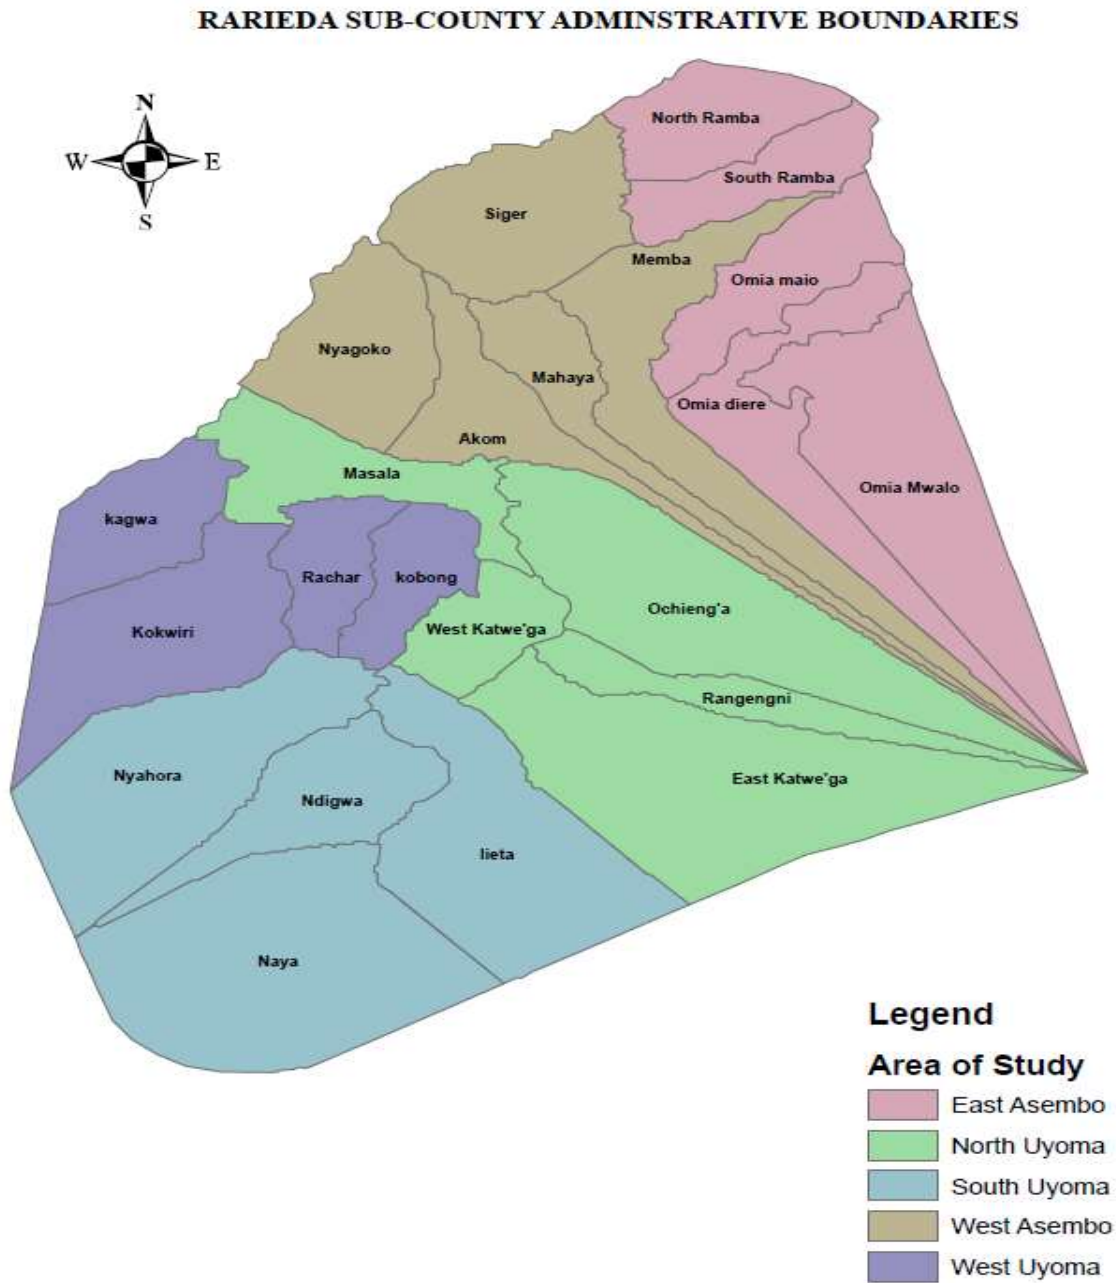 RARIEDA SUB-COUNTY ADMINSTRATIVE BOUNDARIES
N
W E
S
North Ramba
South Ramba
Siger
Memba
Omia maio
Nyagoko
Mahaya
Omia diere
Akom
Masala
Omia Mwalo
kagwa
Rachar
kobong
Ochieng'a
Kokwiri
West Katwe'ga
Rangengni
Nyahora
East Katwe'ga
Ndigwa
lieta
Naya
Legend
Area of Study
East Asembo
North Uyoma
South Uyoma
West Asembo
West Uyoma